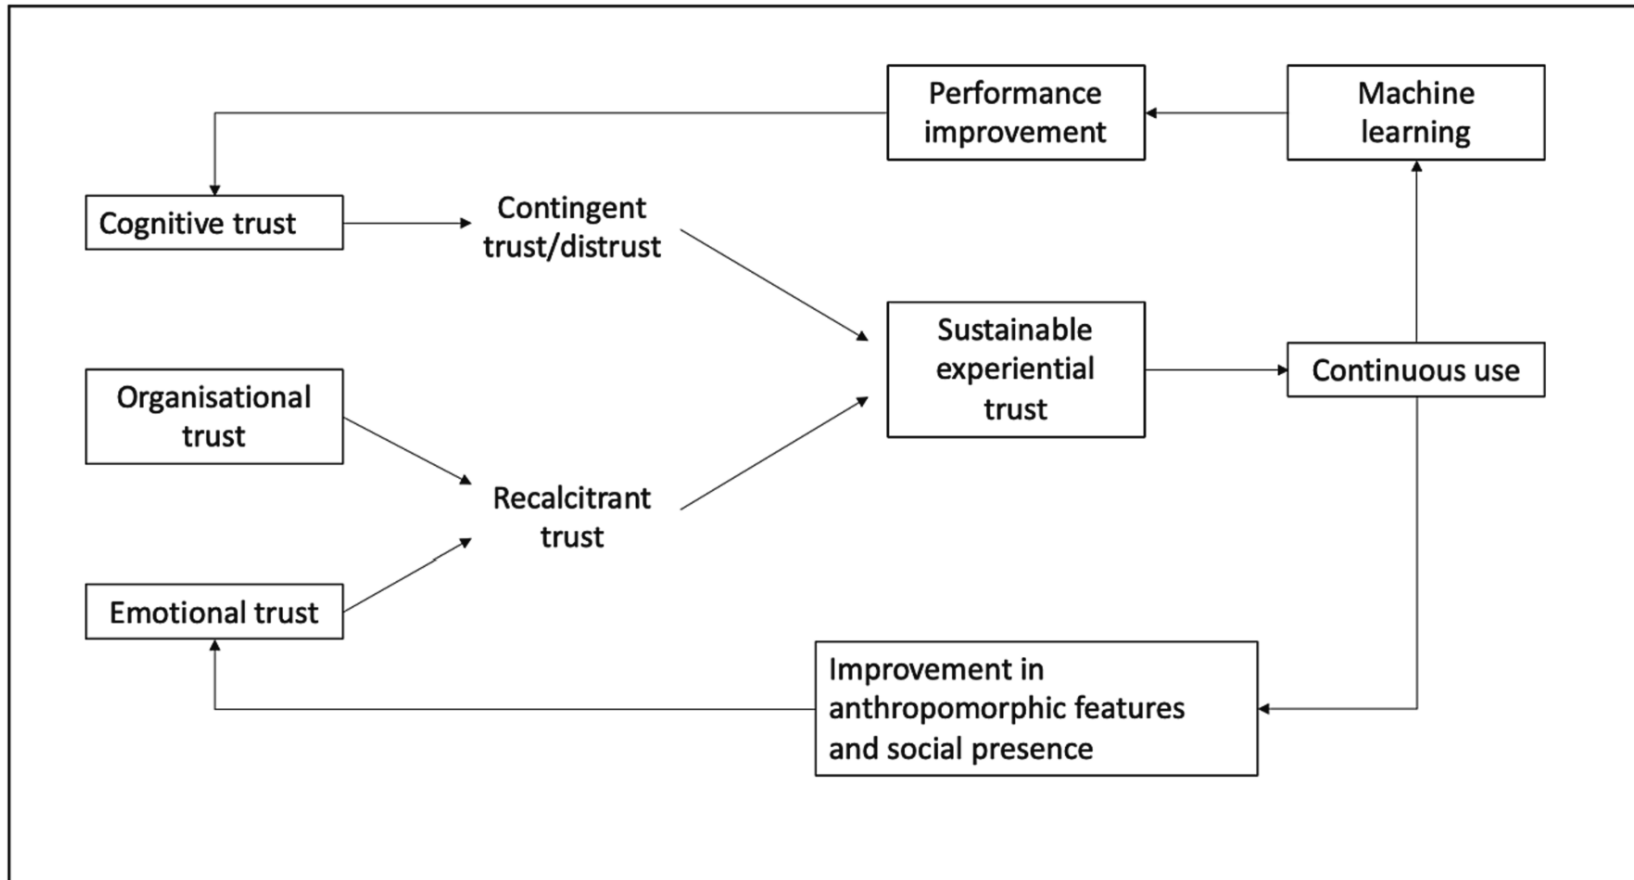 Performance
improvement
Machine
learning
Cognitive trust
Contingent
trust/distrust
Organisational
trust
Sustainable
experiential
trust
Continuous use
Recalcitrant
trust
Emotional trust
Improvement in
anthropomorphic features
and social presence